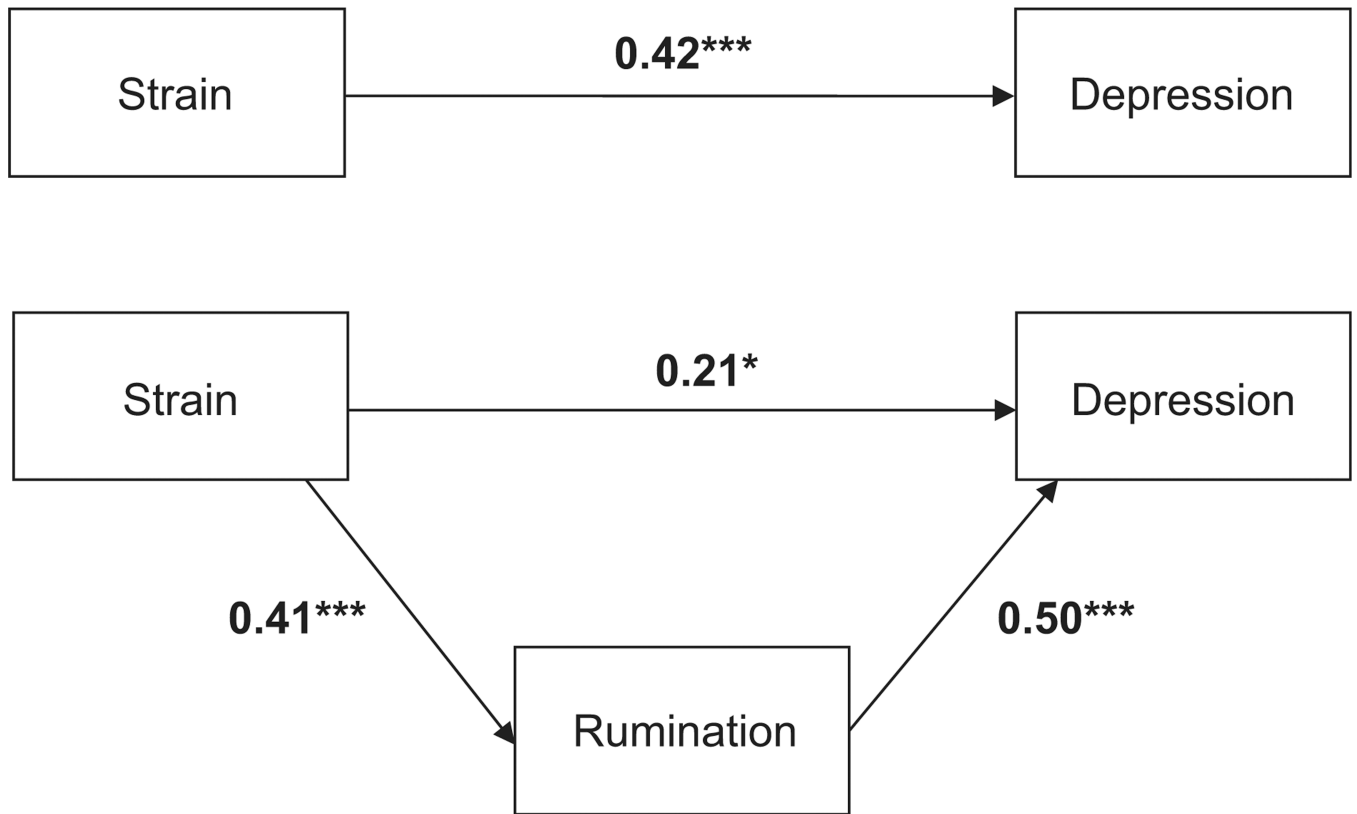 0.42***
Strain
Depression
0.21*
Strain
Depression
0.41***
0.50***
Rumination